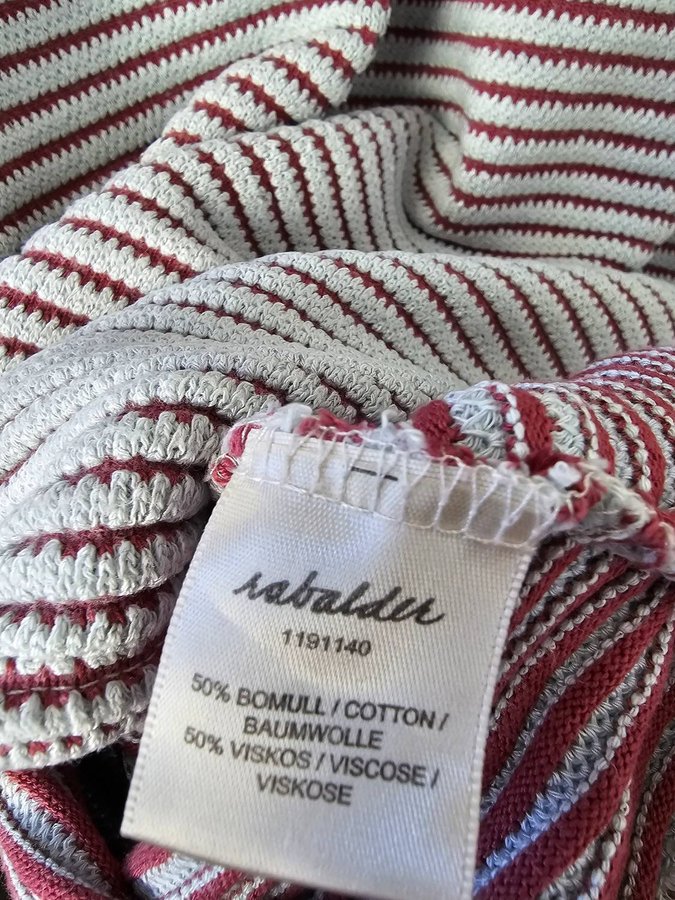 rabalder
1191140
50% BOMULL / COTTON /
BAUMWOLLE
50% VISKOS / VISCOSE /
VISKOSE